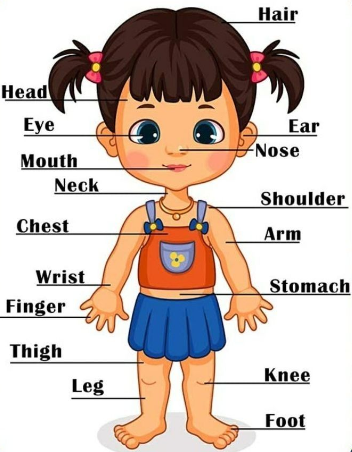 Hair
Head
Eye
Ear
Nose
Mouth
Neck
Shoulder
Chest
Arm
Wrist
Stomach
Finger
Thigh
Knee
Leg
Foot